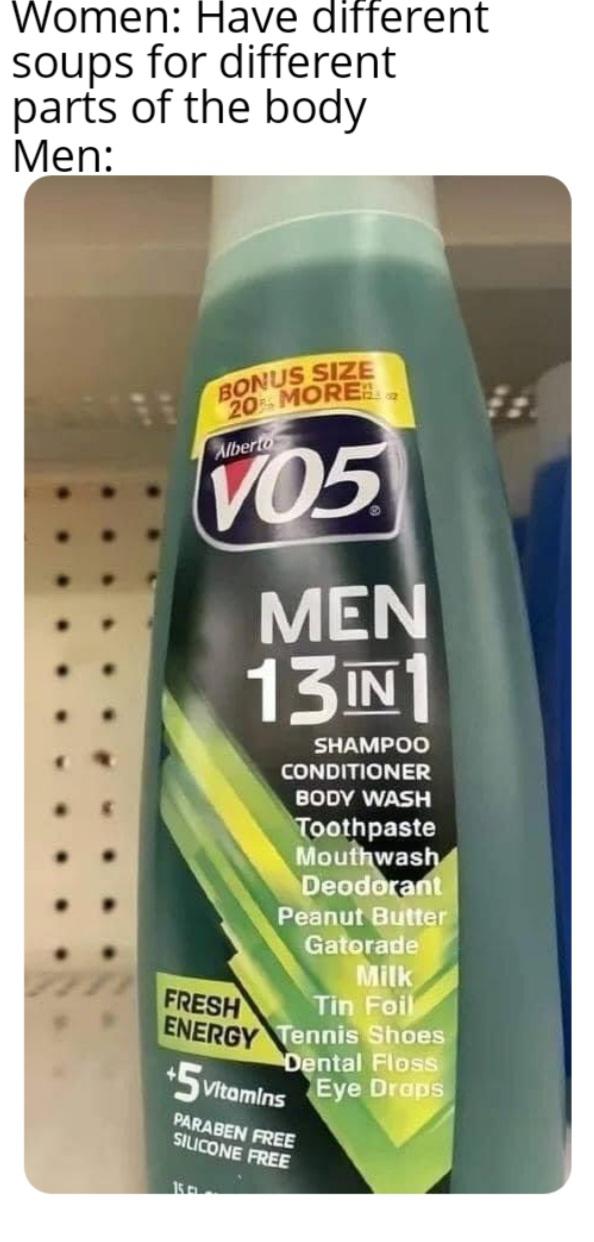 Women: Have different
soups for different
parts of the body
Men:
BONUS SIZE
20% MORE
Alberto
VO5®
MEN
13 IN 1
SHAMPOO
CONDITIONER
BODY WASH
Toothpaste
Mouthwash
Deodorant
Peanut Butter
Gatorade
Milk
Tin Foil
Tennis Shoes
Dental Floss
Eye Drops
FRESH
ENERGY
+5 Vitamins
PARABEN FREE
SILICONE FREE